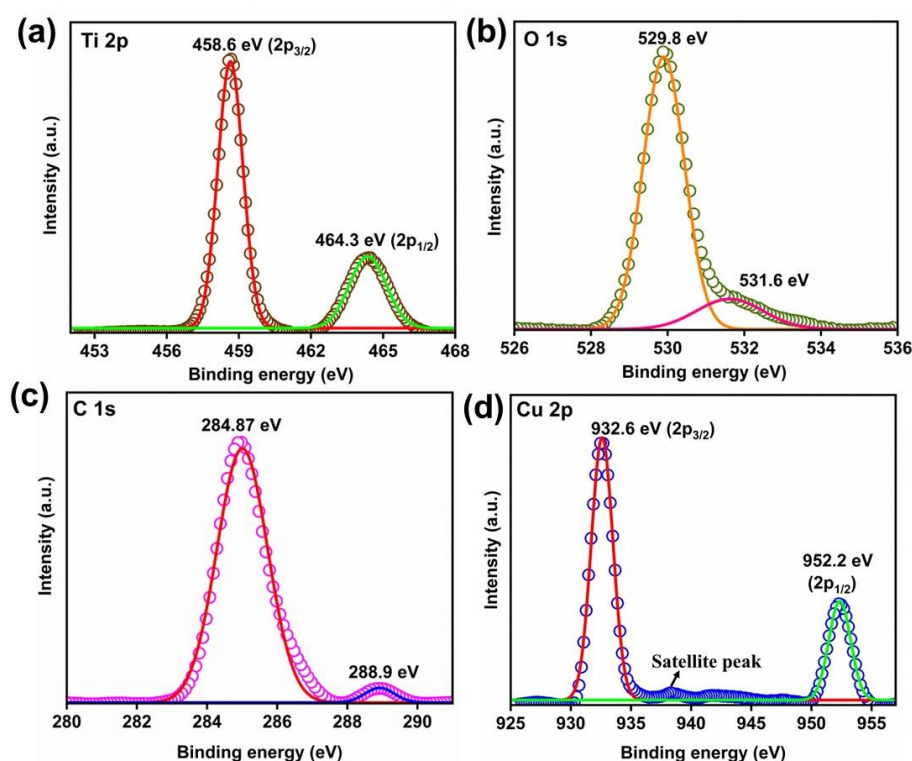 (a)
Ti 2p
458.6 eV (2p3/2)
464.3 eV (2p1/2)
Intensity (a.u.)
453 456 459 462 465 468
Binding energy (eV)
(b)
O 1s
529.8 eV
531.6 eV
Intensity (a.u.)
526 528 530 532 534 536
Binding energy (eV)
(c)
C 1s
284.87 eV
288.9 eV
Intensity (a.u.)
280 282 284 286 288 290
Binding energy (eV)
(d)
Cu 2p
932.6 eV (2p3/2)
952.2 eV
(2p1/2)
Satellite peak
Intensity (a.u.)
925 930 935 940 945 950 955
Binding energy (eV)